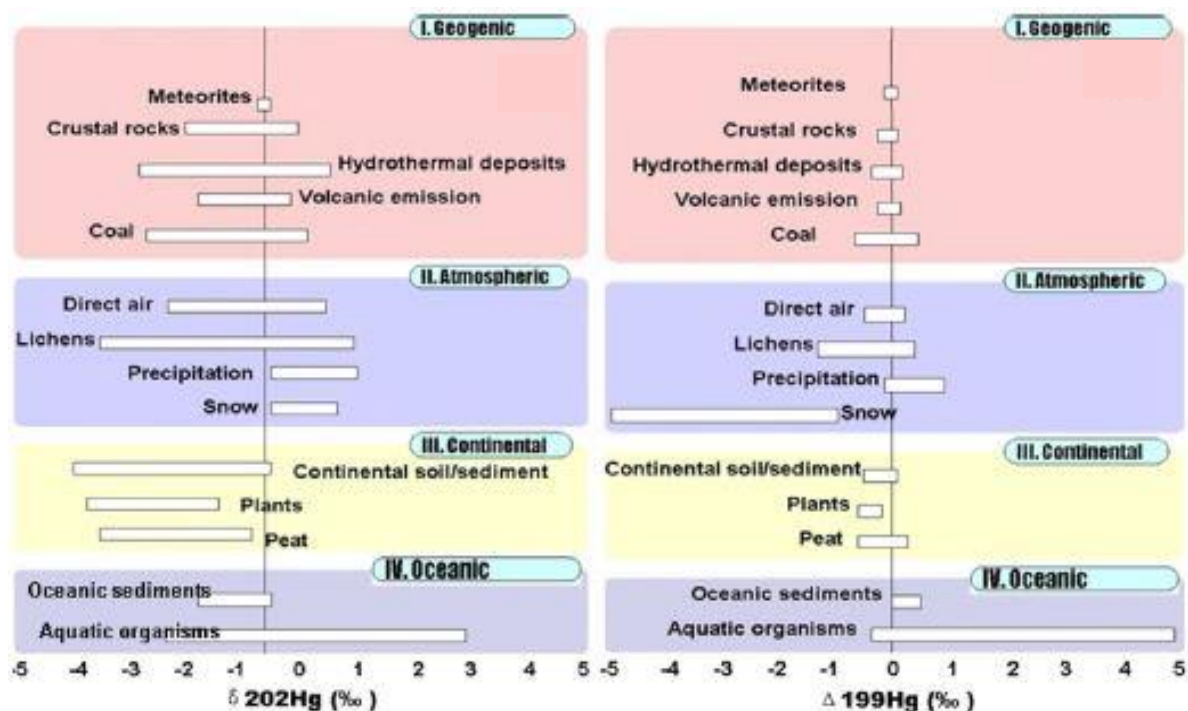 I. Geogenic
Meteorites
Crustal rocks
Hydrothermal deposits
Volcanic emission
Coal
II. Atmospheric
Direct air
Lichens
Precipitation
Snow
III. Continental
Continental soil/sediment
Plants
Peat
IV. Oceanic
Oceanic sediments
Aquatic organisms
-5 -4 -3 -2 -1 0 1 2 3 4 5
δ 202Hg (‰)
I. Geogenic
Meteorites
Crustal rocks
Hydrothermal deposits
Volcanic emission
Coal
II. Atmospheric
Direct air
Lichens
Precipitation
Snow
III. Continental
Continental soil/sediment
Plants
Peat
IV. Oceanic
Oceanic sediments
Aquatic organisms
-5 -4 -3 -2 -1 0 1 2 3 4 5
Δ 199Hg (‰)